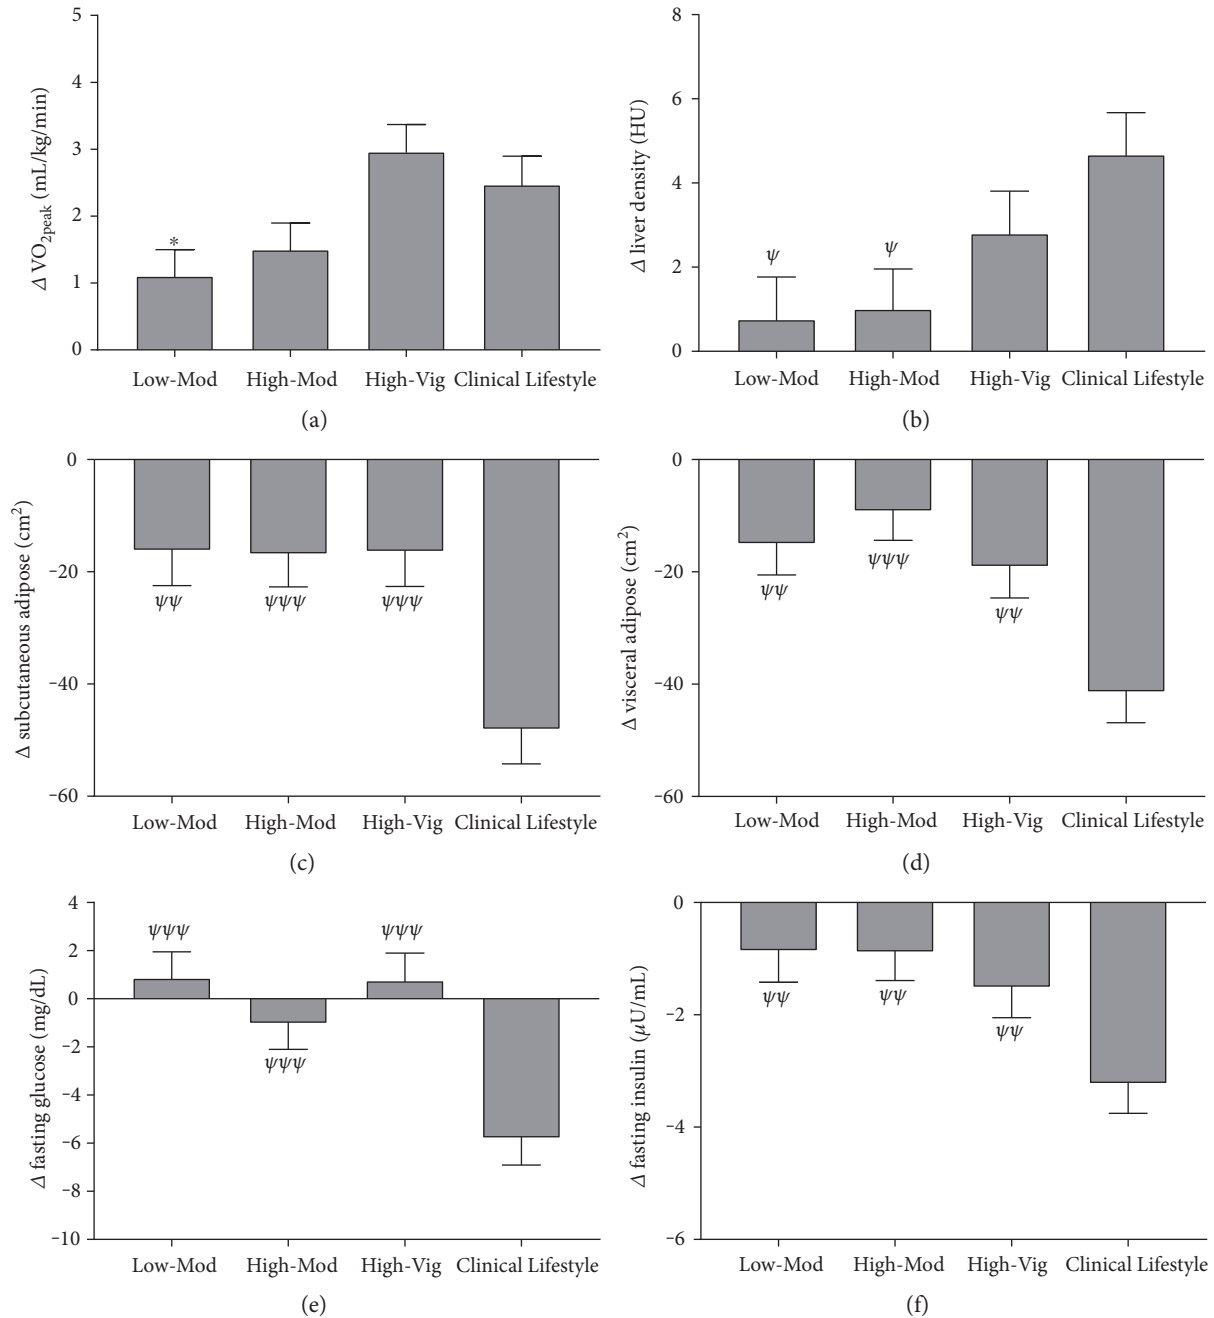 5
4
3
2
1
0
Δ VO2peak (mL/kg/min)
*
Low-Mod High-Mod High-Vig Clinical Lifestyle
(a)
8
6
4
2
0
Δ liver density (HU)
ψ ψ
Low-Mod High-Mod High-Vig Clinical Lifestyle
(b)
0
-20
-40
-60
Δ subcutaneous adipose (cm²)
ψψ ψψψ ψψψ
Low-Mod High-Mod High-Vig Clinical Lifestyle
(c)
0
-20
-40
-60
Δ visceral adipose (cm²)
ψψψ
ψψ
ψψ
Low-Mod High-Mod High-Vig Clinical Lifestyle
(d)
4
2
0
-2
-4
-6
-8
-10
Δ fasting glucose (mg/dL)
ψψψ ψψψ
ψψψ
Low-Mod High-Mod High-Vig Clinical Lifestyle
(e)
0
-2
-4
-6
Δ fasting insulin (μU/mL)
ψψ ψψ
ψψ
Low-Mod High-Mod High-Vig Clinical Lifestyle
(f)